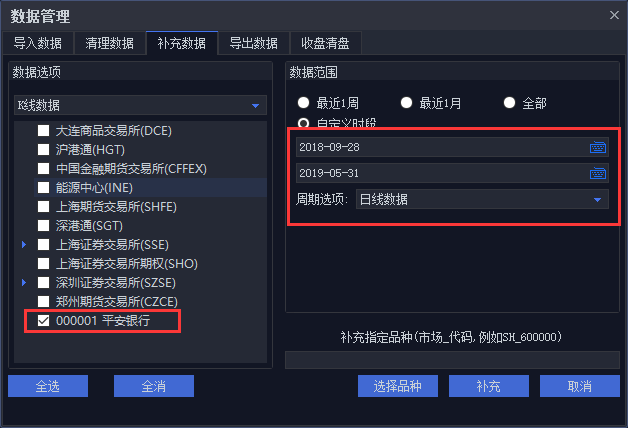 数据管理
导入数据 清理数据 补充数据 导出数据 收盘清盘
数据选项
K线数据
大连商品交易所(DCE)
沪港通(HGT)
中国金融期货交易所(CFFEX)
能源中心(INE)
上海期货交易所(SHFE)
深港通(SGT)
上海证券交易所(SSE)
上海证券交易所期权(SHO)
深圳证券交易所(SZSE)
郑州期货交易所(CZCE)
000001 平安银行
全选 全消
数据范围
最近1周 最近1月 全部
自定义时段
2018-09-28
2019-05-31
周期选项: 日线数据
补充指定品种(市场_代码,例如SH_600000)
选择品种 补充 取消